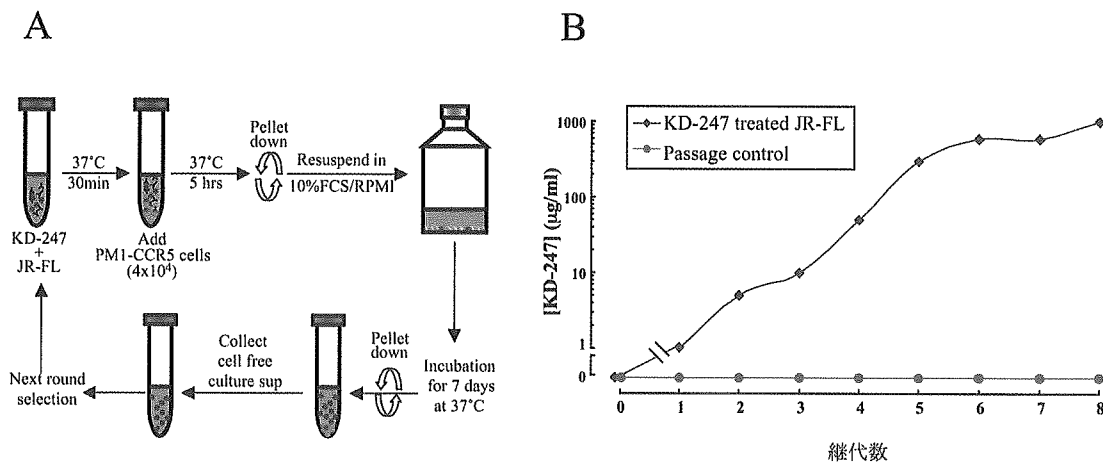 A
37°C
30min
37°C
5 hrs
Pellet
down
Resuspend in
10%FCS/RPMI
KD-247
+
JR-FL
Add
PM1-CCR5 cells
(4x10⁴)
Incubation
for 7 days
at 37°C
Pellet
down
Collect
cell free
culture sup
Next round
selection
B
[KD-247] (µg/ml)
1000
100
10
1
0
KD-247 treated JR-FL
Passage control
0 1 2 3 4 5 6 7 8
継代数